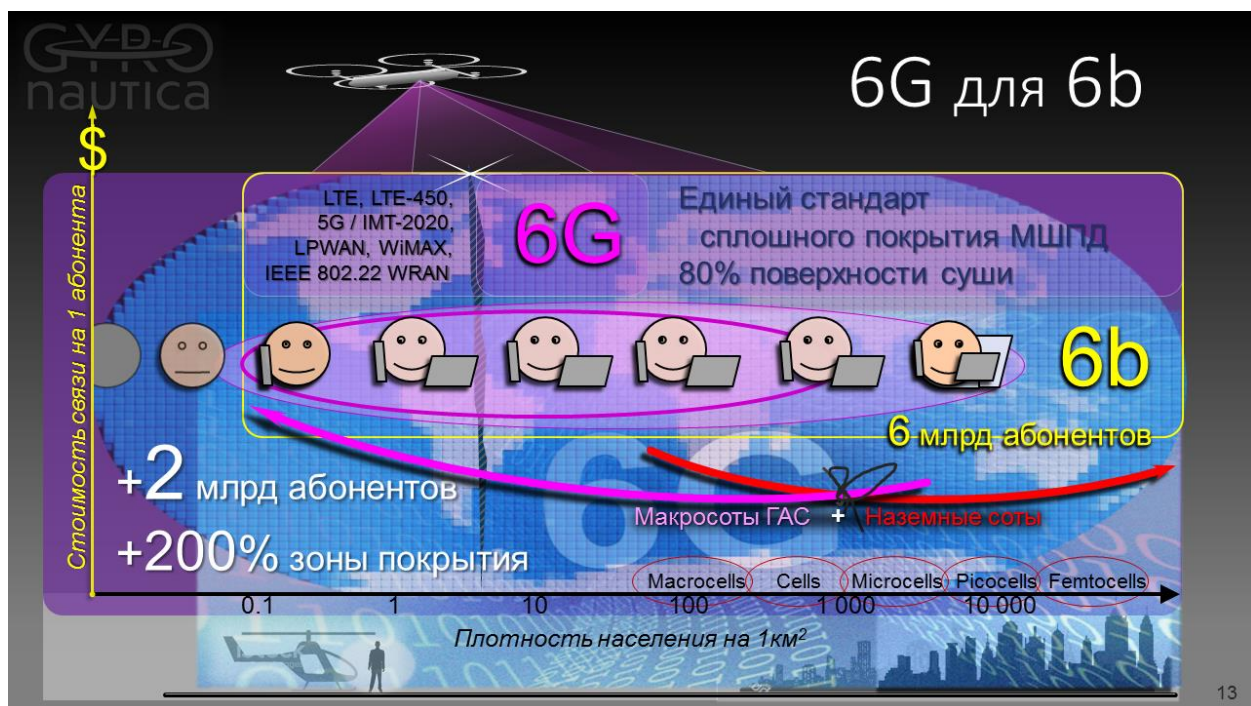 GYRO
nautica
6G для 6b
$
Стоимость связи на 1 абонента
LTE, LTE-450,
5G / IMT-2020,
LPWAN, WiMAX,
IEEE 802.22 WRAN
6G
Единый стандарт
сплошного покрытия МШПД
80% поверхности суши
6b
6 млрд абонентов
+2 млрд абонентов
+200% зоны покрытия
6G
Макросоты ГАС + Наземные соты
Macrocells Cells Microcells Picocells Femtocells
0.1 1 10 100 1 000 10 000
Плотность населения на 1км²
13